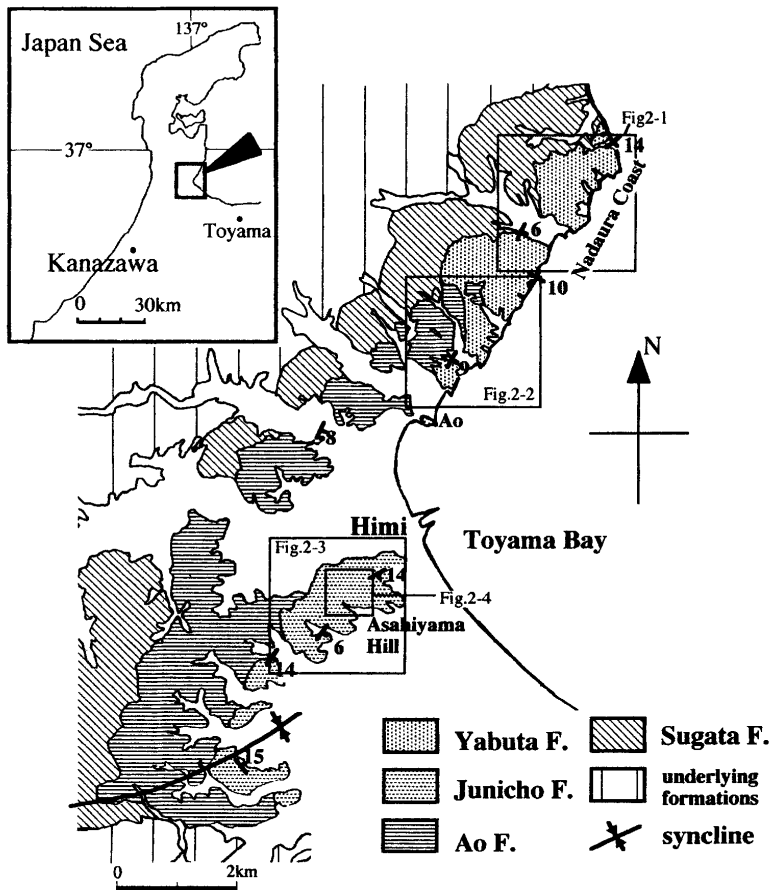 137°
Japan Sea
37°
Toyama
Kanazawa
0 30km
Fig2-1
14
Nadaura Coast
6
10
9
Fig.2-2
N
Ao
8
Himi
Toyama Bay
Fig.2-3
14
Fig.2-4
Asahiyama
Hill
6
14
15
Yabuta F.
Sugata F.
Junicho F.
underlying
formations
Ao F.
syncline
0 2km